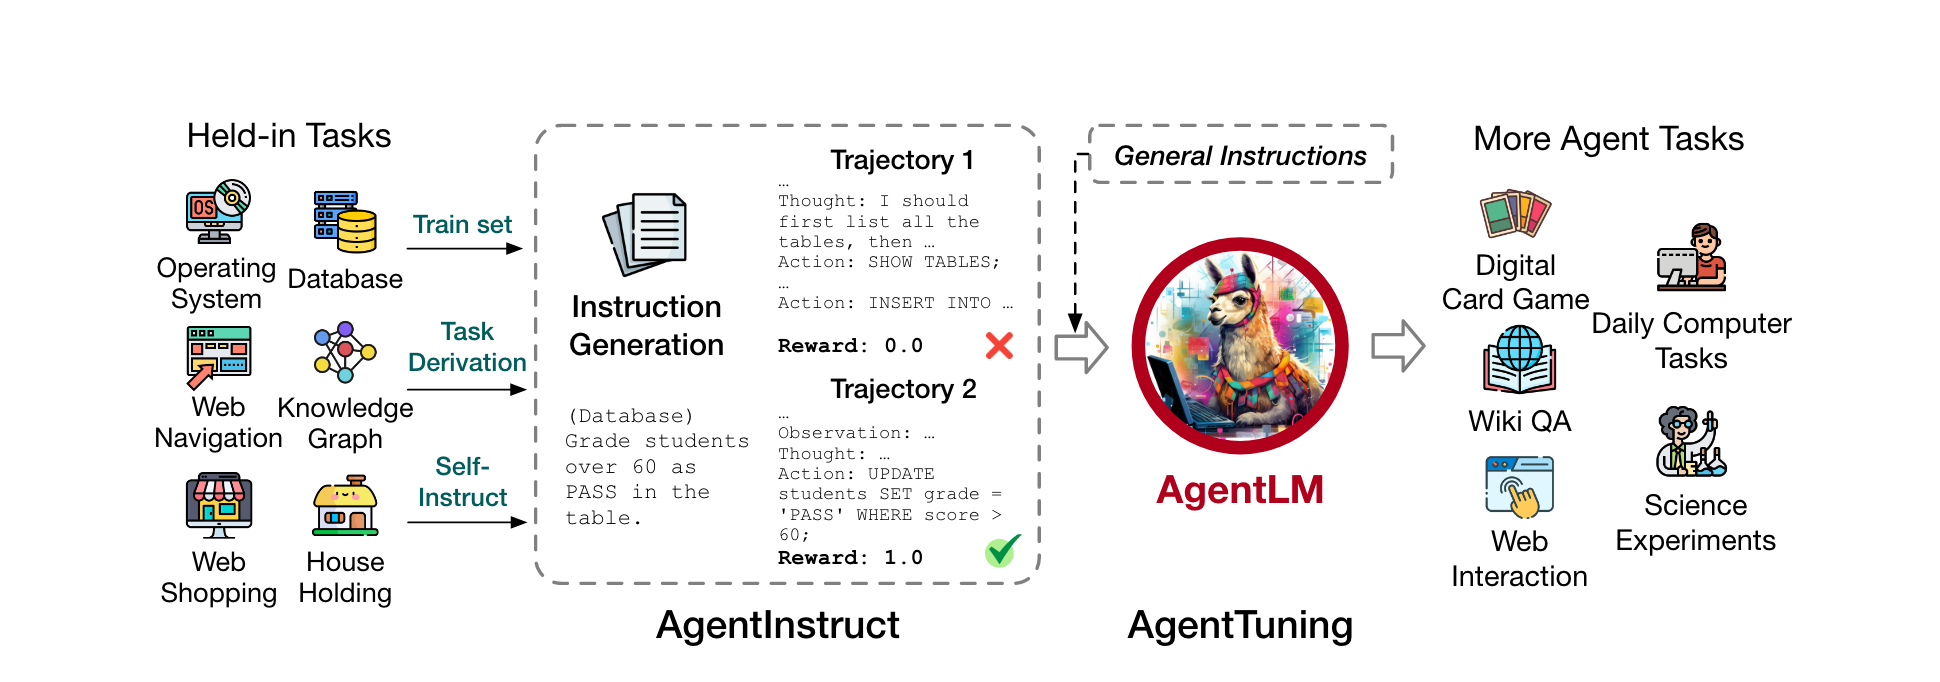 Held-in Tasks
OS
Operating
System
Database
Web
Navigation
Knowledge
Graph
Web
Shopping
House
Holding
Train set
Task
Derivation
Self-
Instruct
Instruction
Generation
(Database)
Grade students
over 60 as
PASS in the
table.
Trajectory 1
…
Thought: I should
first list all the
tables, then …
Action: SHOW TABLES;
…
Action: INSERT INTO …
Reward: 0.0
Trajectory 2
…
Observation: …
Thought: …
Action: UPDATE
students SET grade =
'PASS' WHERE score >
60;
Reward: 1.0
AgentInstruct
General Instructions
AgentLM
AgentTuning
More Agent Tasks
Digital
Card Game
Daily Computer
Tasks
Wiki QA
Science
Experiments
Web
Interaction